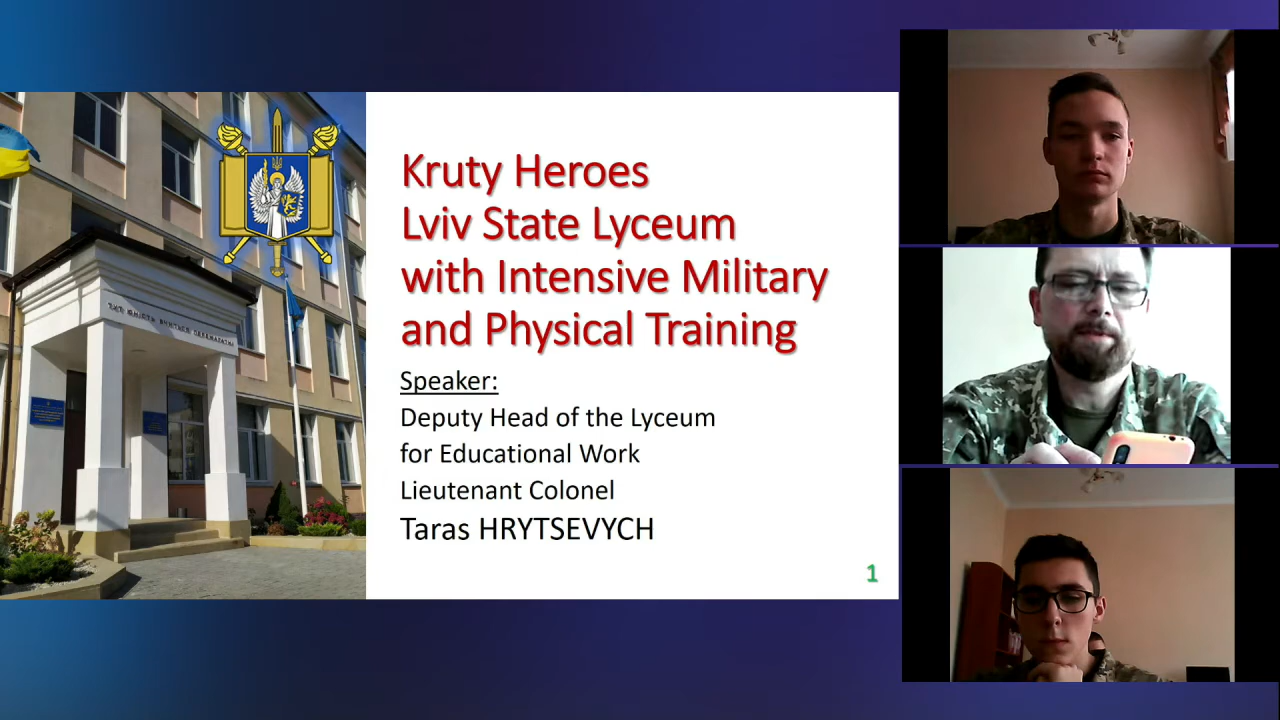 Kruty Heroes
Lviv State Lyceum
with Intensive Military
and Physical Training
Speaker:
Deputy Head of the Lyceum
for Educational Work
Lieutenant Colonel
Taras HRYTSEVYCH
1